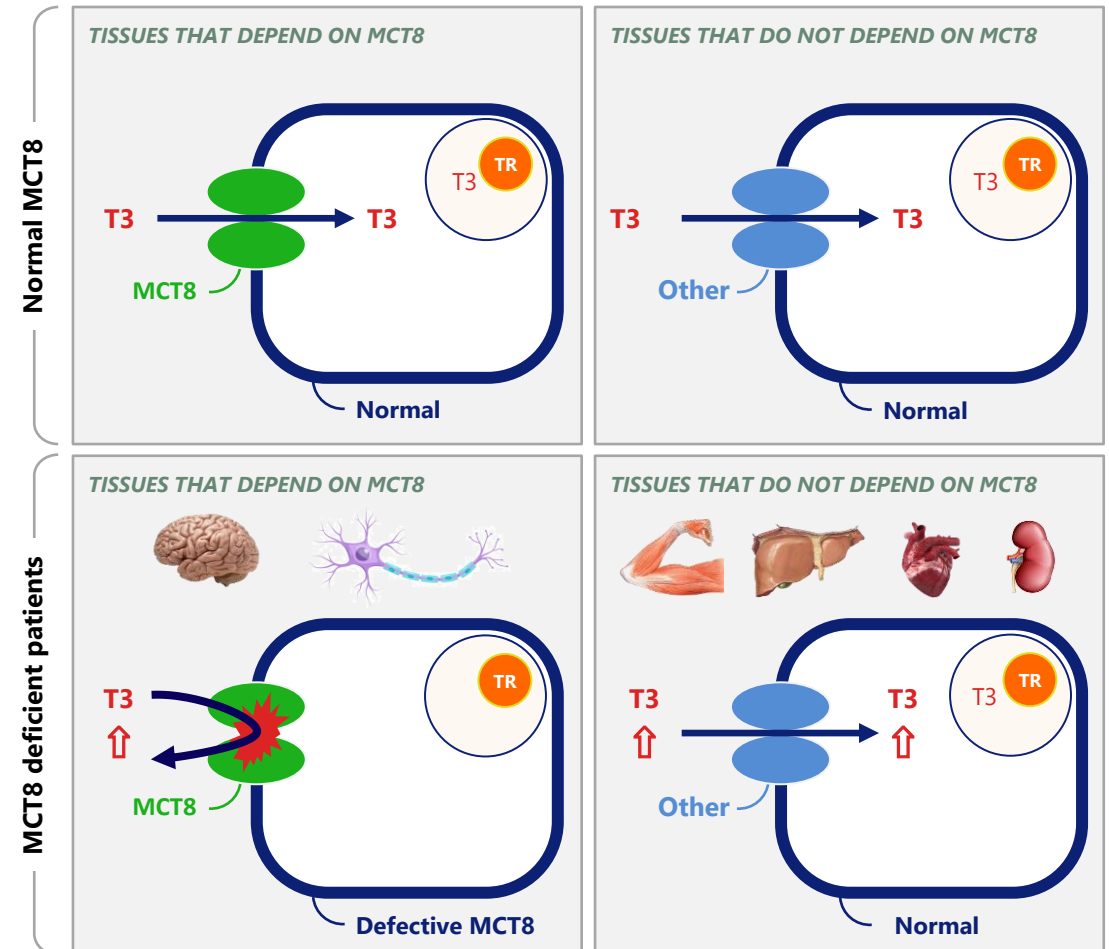 Normal MCT8
TISSUES THAT DEPEND ON MCT8
TR
T3
T3
T3
MCT8
Normal
TISSUES THAT DO NOT DEPEND ON MCT8
TR
T3
T3
T3
Other
Normal
MCT8 deficient patients
TISSUES THAT DEPEND ON MCT8
TR
T3
MCT8
Defective MCT8
TISSUES THAT DO NOT DEPEND ON MCT8
TR
T3
T3
T3
Other
Normal